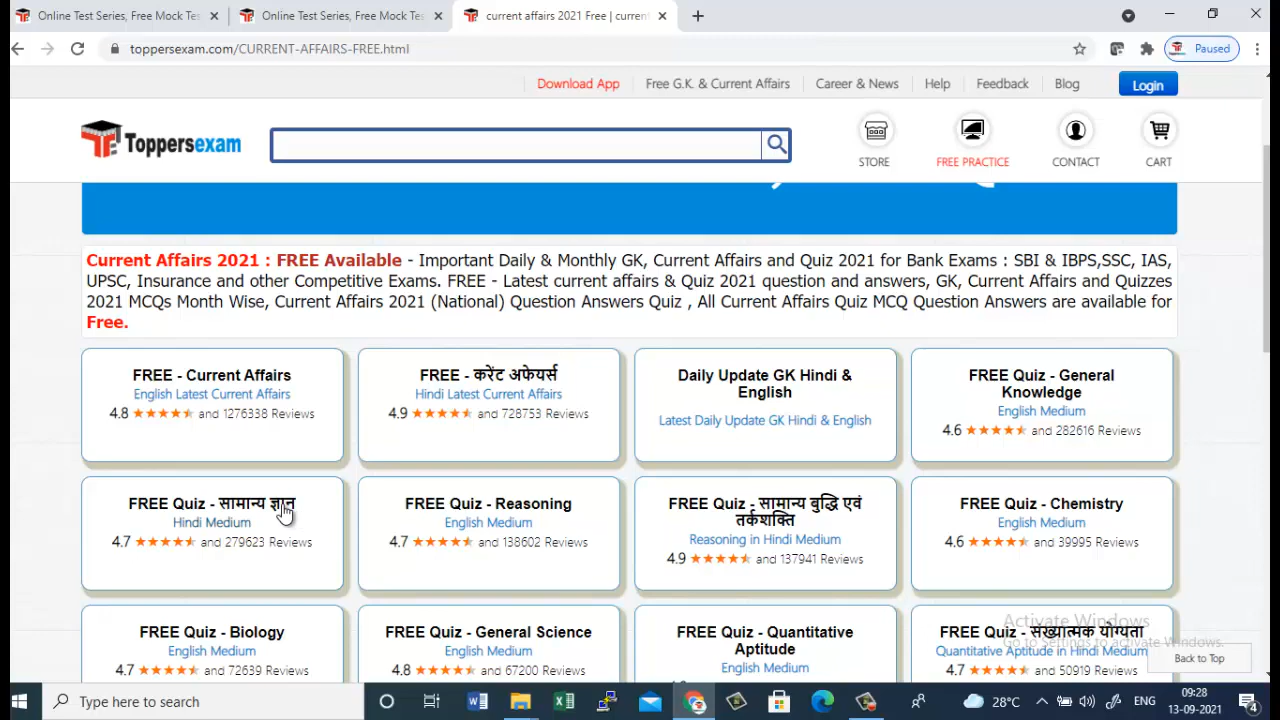 Online Test Series, Free Mock Te
Online Test Series, Free Mock Tes
current affairs 2021 Free | current
toppersexam.com/CURRENT-AFFAIRS-FREE.html
Paused
Download App
Free G.K. & Current Affairs
Career & News
Help
Feedback
Blog
Login
Toppersexam
STORE
FREE PRACTICE
CONTACT
CART
Current Affairs 2021 : FREE Available - Important Daily & Monthly GK, Current Affairs and Quiz 2021 for Bank Exams : SBI & IBPS,SSC, IAS,
UPSC, Insurance and other Competitive Exams. FREE - Latest current affairs & Quiz 2021 question and answers, GK, Current Affairs and Quizzes
2021 MCQs Month Wise, Current Affairs 2021 (National) Question Answers Quiz , All Current Affairs Quiz MCQ Question Answers are available for
Free.
FREE - Current Affairs
English Latest Current Affairs
4.8 and 1276338 Reviews
FREE - करेंट अफेयर्स
Hindi Latest Current Affairs
4.9 and 728753 Reviews
Daily Update GK Hindi &
English
Latest Daily Update GK Hindi & English
FREE Quiz - General
Knowledge
English Medium
4.6 and 282616 Reviews
FREE Quiz - सामान्य ज्ञान
Hindi Medium
4.7 and 279623 Reviews
FREE Quiz - Reasoning
English Medium
4.7 and 138602 Reviews
FREE Quiz - सामान्य बुद्धि एवं
तर्कशक्ति
Reasoning in Hindi Medium
4.9 and 137941 Reviews
FREE Quiz - Chemistry
English Medium
4.6 and 39995 Reviews
FREE Quiz - Biology
English Medium
4.7 and 72639 Reviews
FREE Quiz - General Science
English Medium
4.8 and 67200 Reviews
FREE Quiz - Quantitative
Aptitude
English Medium
FREE Quiz - संख्यात्मक योग्यता
Quantitative Aptitude in Hindi Medium
4.7 and 50919 Reviews
Activate Windows
Go to Settings to activate Windows.
Back to Top
Type here to search
28°C
ENG
09:28
13-09-2021
4